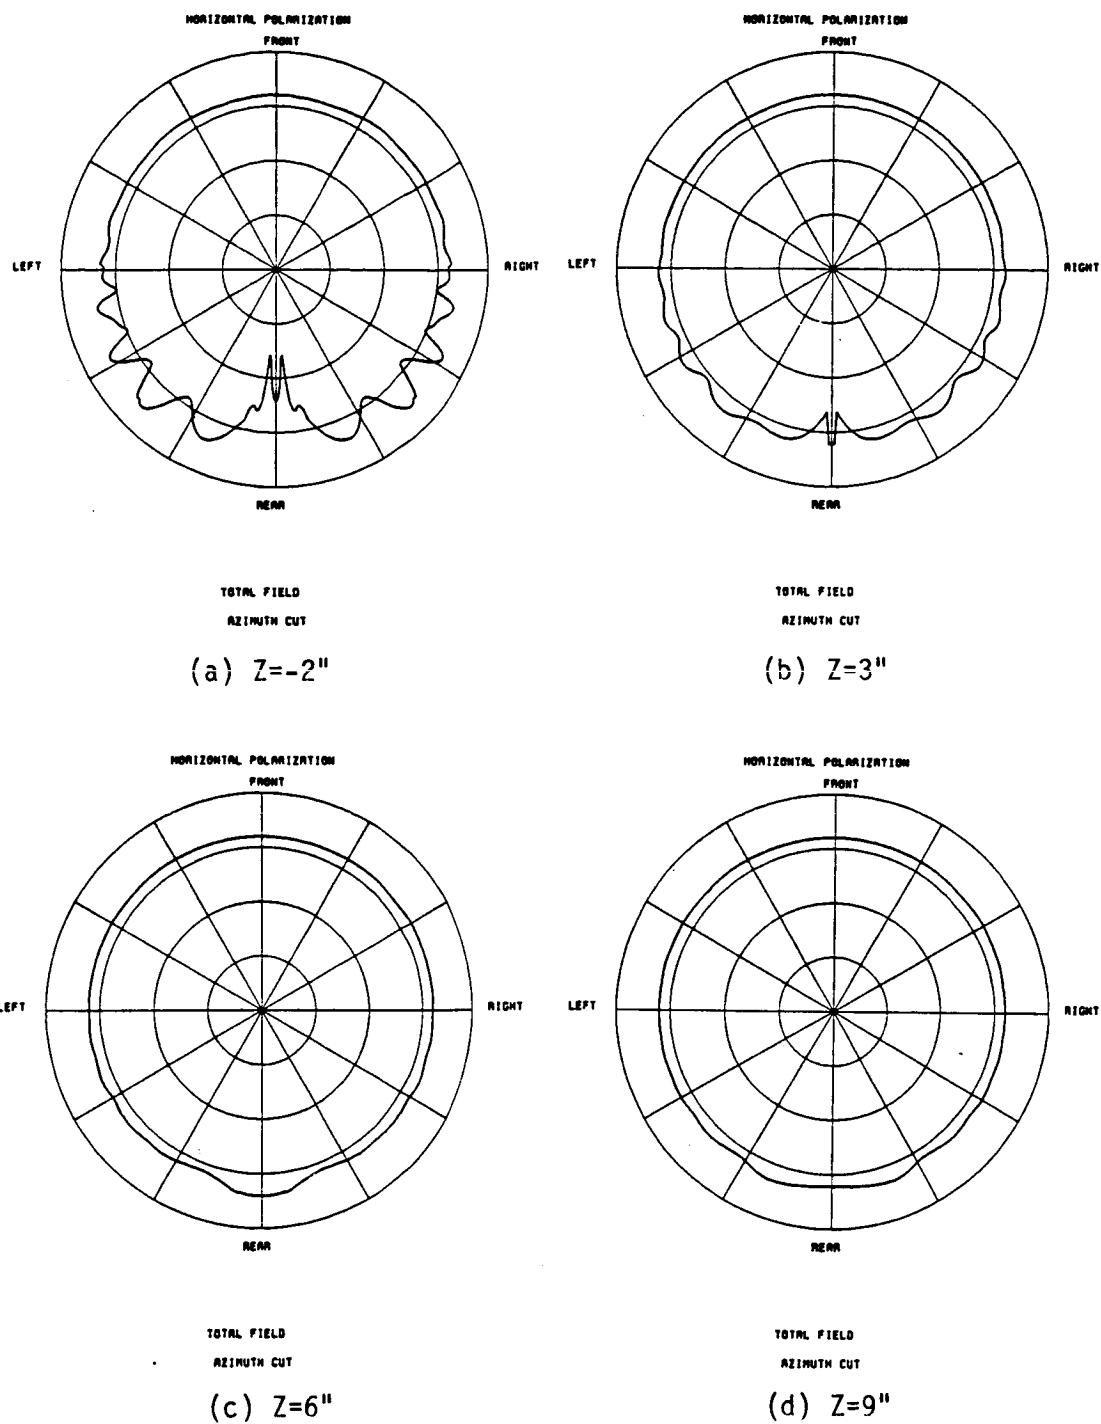 HORIZONTAL POLARIZATION
FRONT
LEFT
RIGHT
REAR
TOTAL FIELD
AZIMUTH CUT
(a) Z=-2"
HORIZONTAL POLARIZATION
FRONT
LEFT
RIGHT
REAR
TOTAL FIELD
AZIMUTH CUT
(b) Z=3"
HORIZONTAL POLARIZATION
FRONT
LEFT
RIGHT
REAR
TOTAL FIELD
AZIMUTH CUT
(c) Z=6"
HORIZONTAL POLARIZATION
FRONT
LEFT
RIGHT
REAR
TOTAL FIELD
AZIMUTH CUT
(d) Z=9"